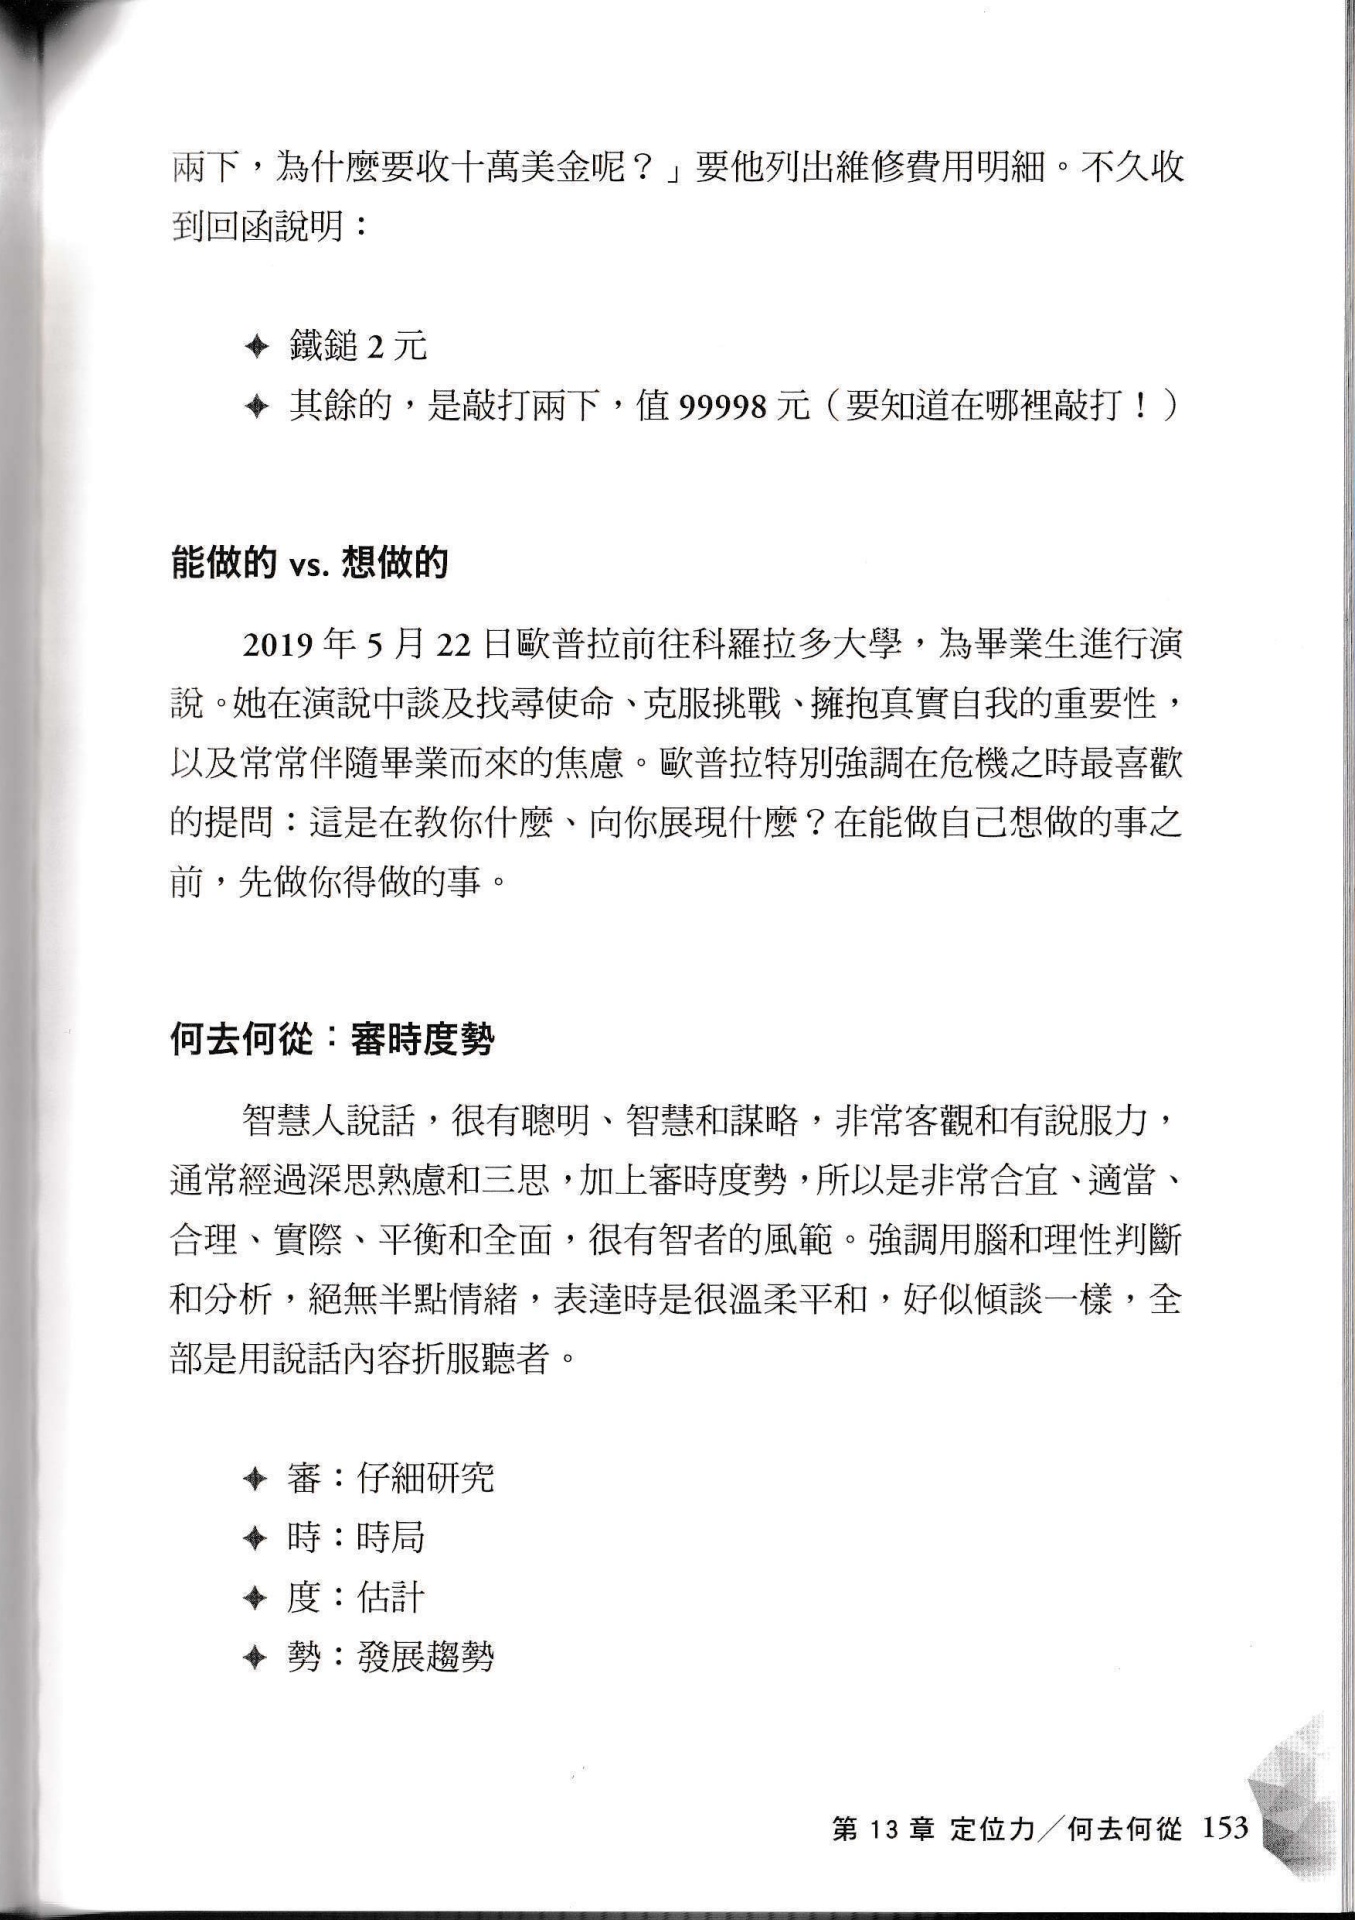 兩下，為什麼要收十萬美金呢？」要他列出維修費用明細。不久收
到回函說明：
✦ 鐵鎚 2 元
✦ 其餘的，是敲打兩下，值 99998 元（要知道在哪裡敲打！）
能做的 vs. 想做的
2019 年 5 月 22 日歐普拉前往科羅拉多大學，為畢業生進行演
說。她在演說中談及找尋使命、克服挑戰、擁抱真實自我的重要性，
以及常常伴隨畢業而來的焦慮。歐普拉特別強調在危機之時最喜歡
的提問：這是在教你什麼、向你展現什麼？在能做自己想做的事之
前，先做你得做的事。
何去何從：審時度勢
智慧人說話，很有聰明、智慧和謀略，非常客觀和有說服力，
通常經過深思熟慮和三思，加上審時度勢，所以是非常合宜、適當、
合理、實際、平衡和全面，很有智者的風範。強調用腦和理性判斷
和分析，絕無半點情緒，表達時是很溫柔平和，好似傾談一樣，全
部是用說話內容折服聽者。
✦ 審：仔細研究
✦ 時：時局
✦ 度：估計
✦ 勢：發展趨勢
第 13 章 定位力／何去何從 153